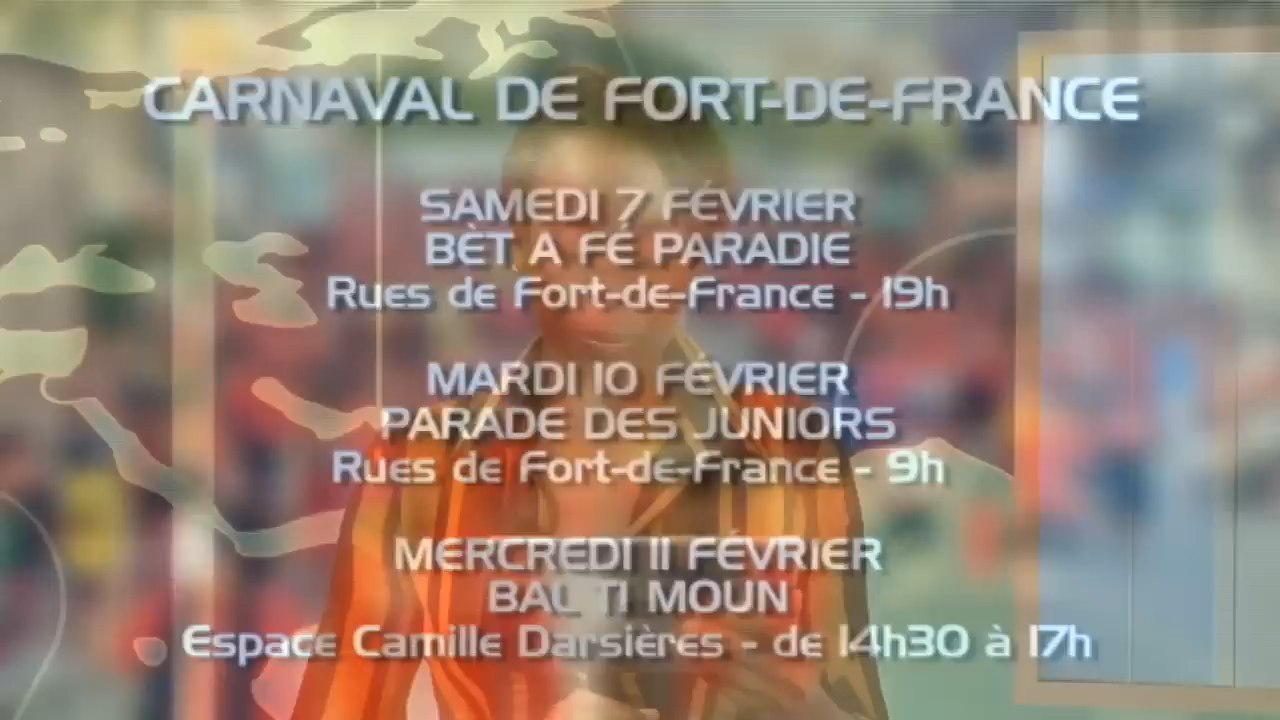 CARNAVAL DE FORT-DE-FRANCE
SAMEDI 7 FÉVRIER
BÈT A FÉ PARADIE
Rues de Fort-de-France - 19h
MARDI 10 FÉVRIER
PARADE DES JUNIORS
Rues de Fort-de-France - 9h
MERCREDI 11 FÉVRIER
BAL TI MOUN
Espace Camille Darsières - de 14h30 à 17h